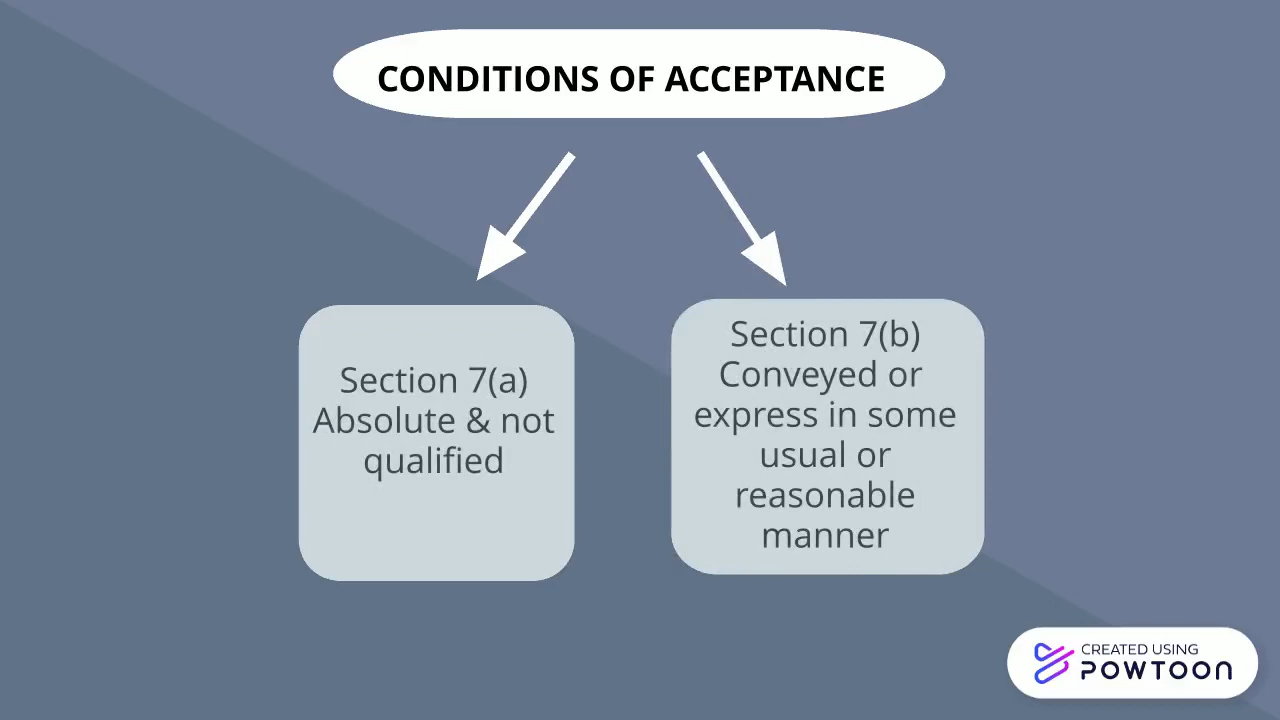 CONDITIONS OF ACCEPTANCE
Section 7(a)
Absolute & not
qualified
Section 7(b)
Conveyed or
express in some
usual or
reasonable
manner
CREATED USING
POWTOON